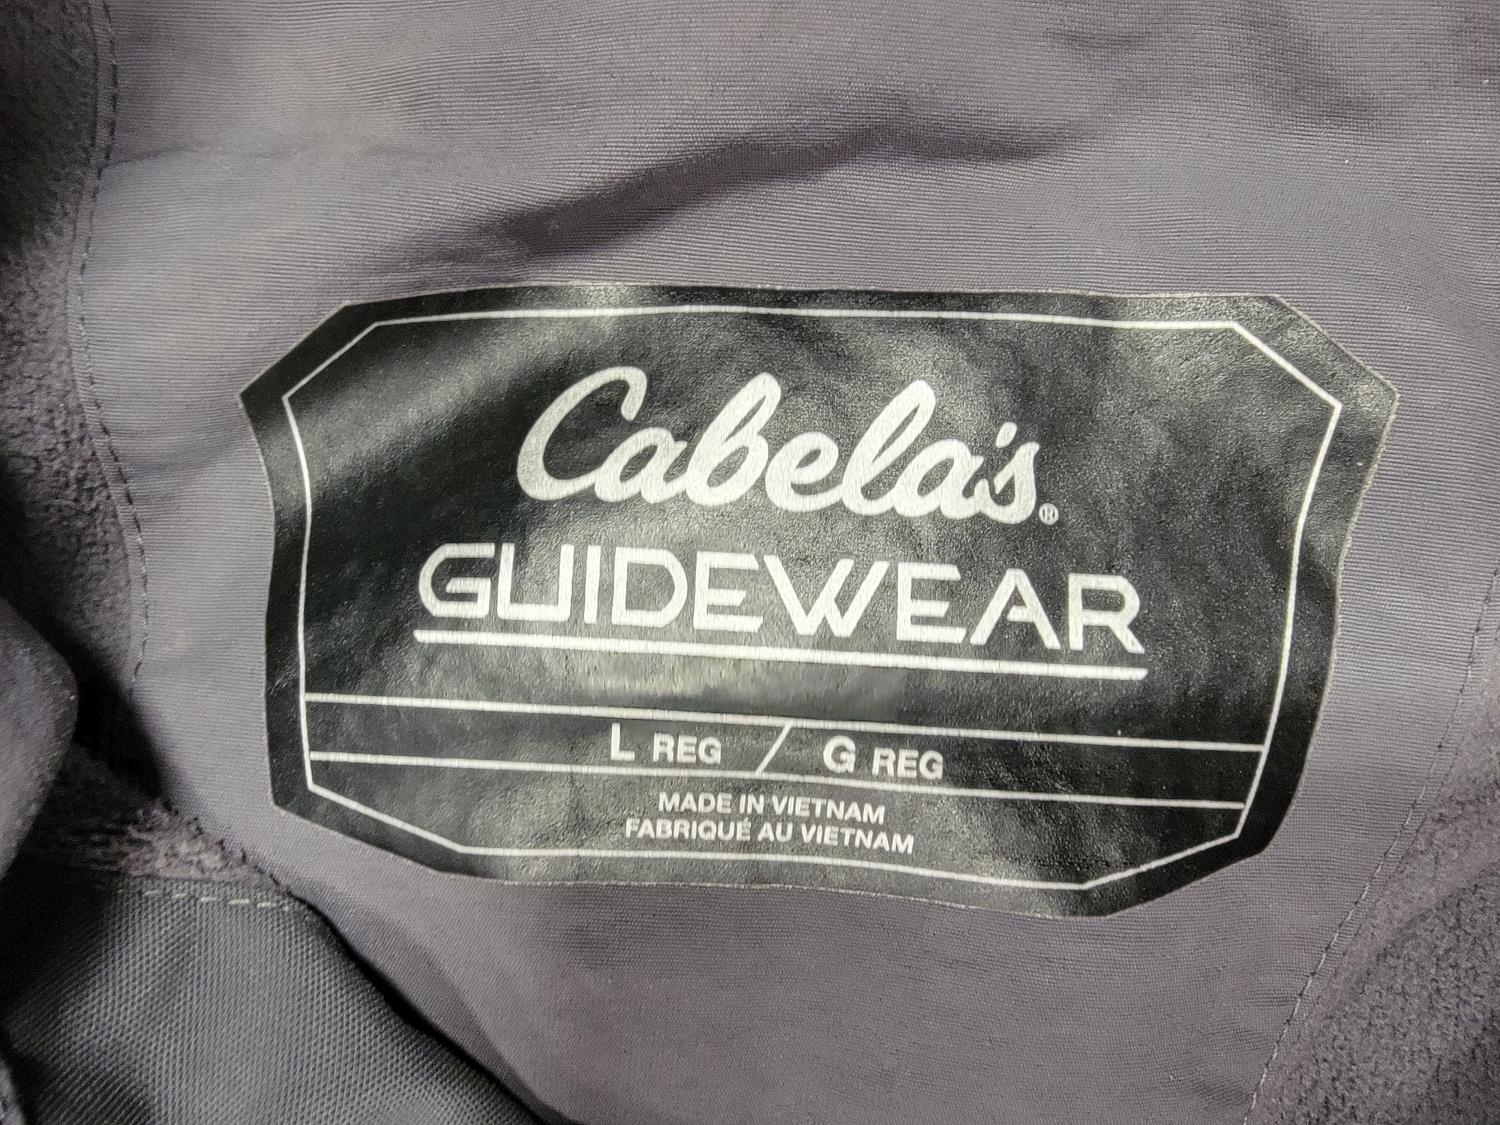 Cabela's®
GUIDEWEAR
L REG / G REG
MADE IN VIETNAM
FABRIQUÉ AU VIETNAM